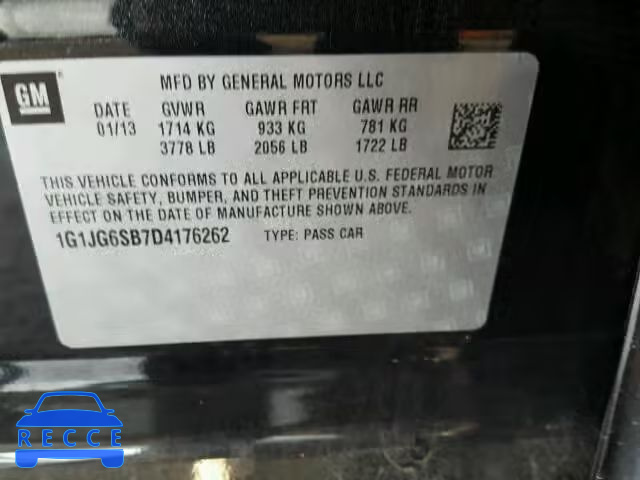 GM
MFD BY GENERAL MOTORS LLC
DATE GVWR GAWR FRT GAWR RR
01/13 1714 KG 933 KG 781 KG
3778 LB 2056 LB 1722 LB
THIS VEHICLE CONFORMS TO ALL APPLICABLE U.S. FEDERAL MOTOR
VEHICLE SAFETY, BUMPER, AND THEFT PREVENTION STANDARDS IN
EFFECT ON THE DATE OF MANUFACTURE SHOWN ABOVE.
1G1JG6SB7D4176262 TYPE: PASS CAR
RECCE